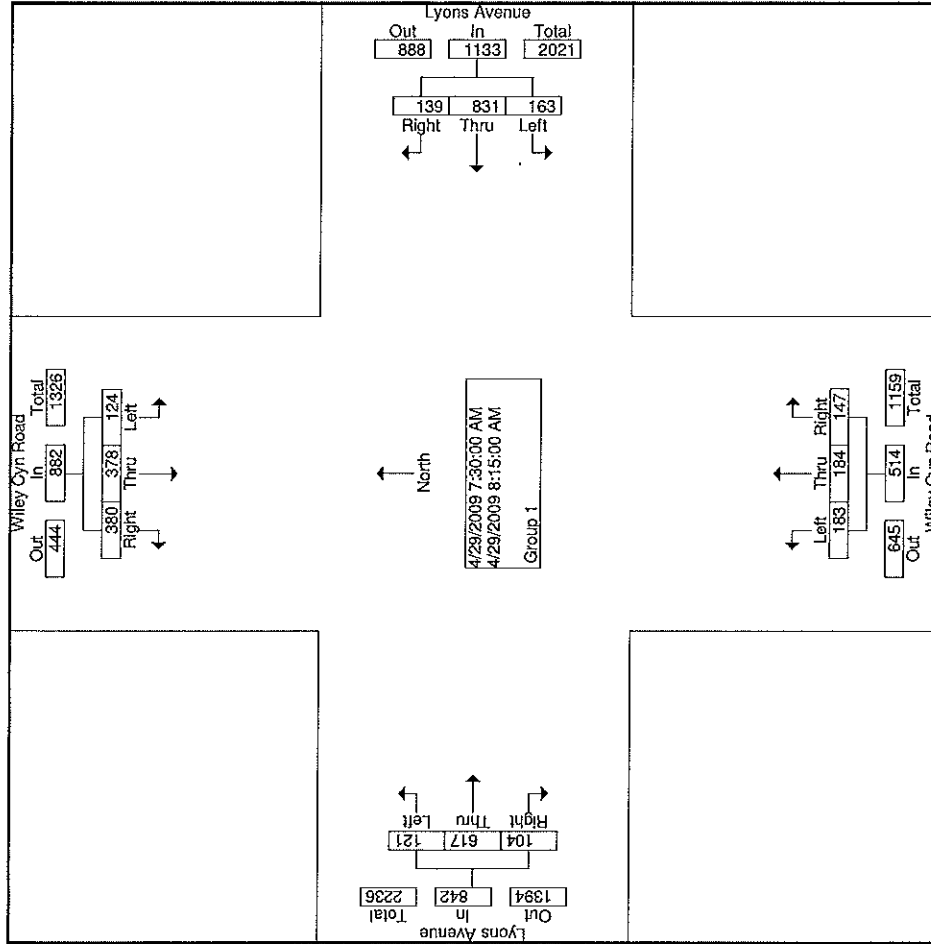 Lyons Avenue
Out In Total
888 1133 2021
139 831 163
Right Thru Left
Wiley Cyn Road
Out In Total
444 882 1326
380 378 124
Right Thru Left
North
4/29/2009 7:30:00 AM
4/29/2009 8:15:00 AM
Group 1
Left Thru Right
183 184 147
645 514 1159
Out In Total
Wiley Cyn Road
Left Thru Right
121 617 104
Total In Out
2236 842 1394
Lyons Avenue